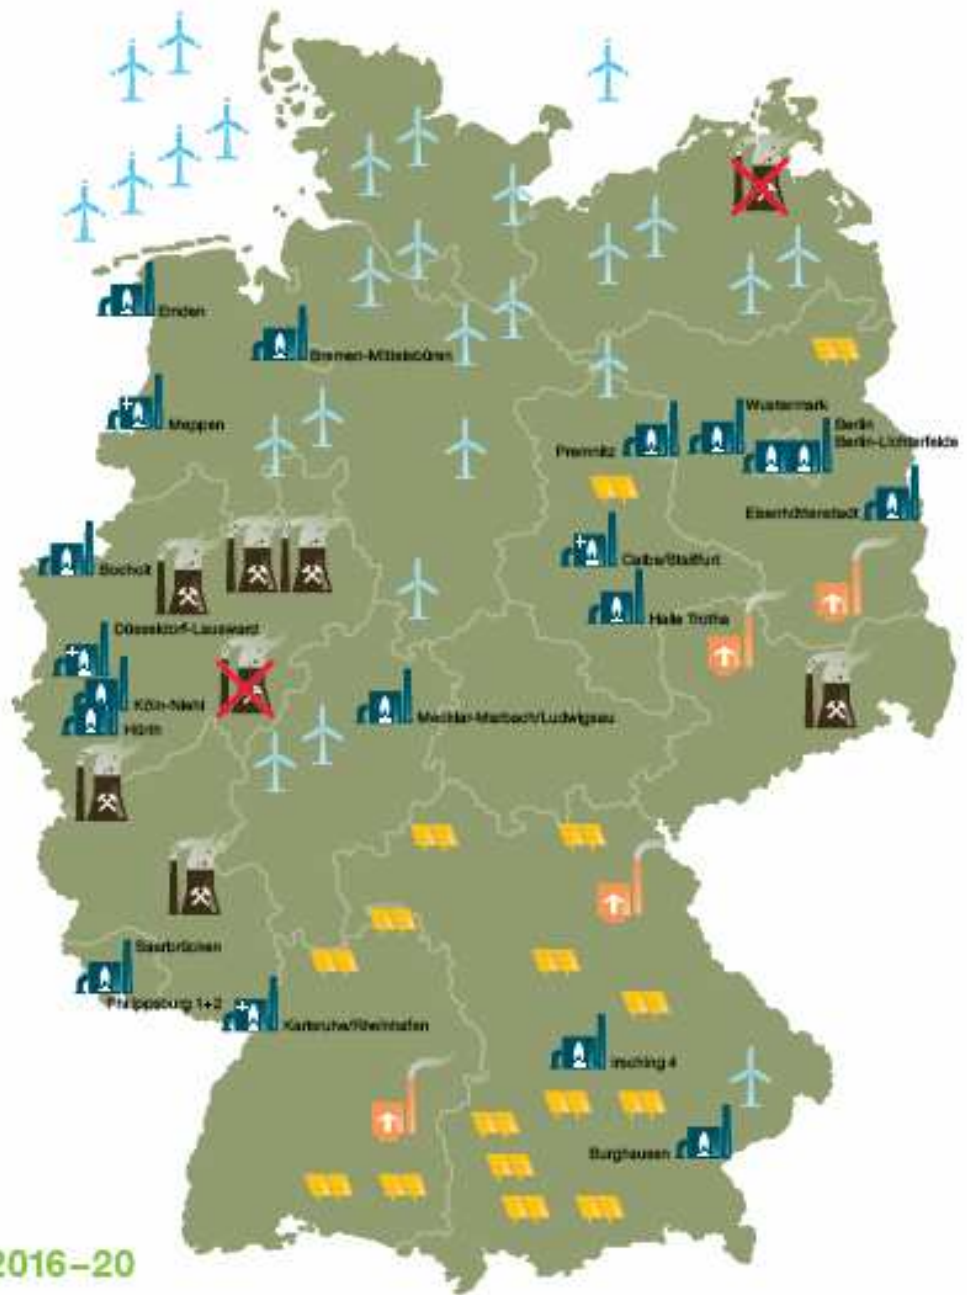 Emden
Bremen-Mittelsbüren
Meppen
Wustermark
Berlin
Berlin-Lichterfelde
Premnitz
Eisenhüttenstadt
Bocholt
Calbe/Staßfurt
Halle Trotha
Düsseldorf-Lausward
Köln-Niehl
Hürth
Mecklar-Marbach/Ludwigsau
Saarbrücken
Philippsburg 1+2
Karlsruhe/Rheinhafen
Irsching 4
Burghausen
2016–20